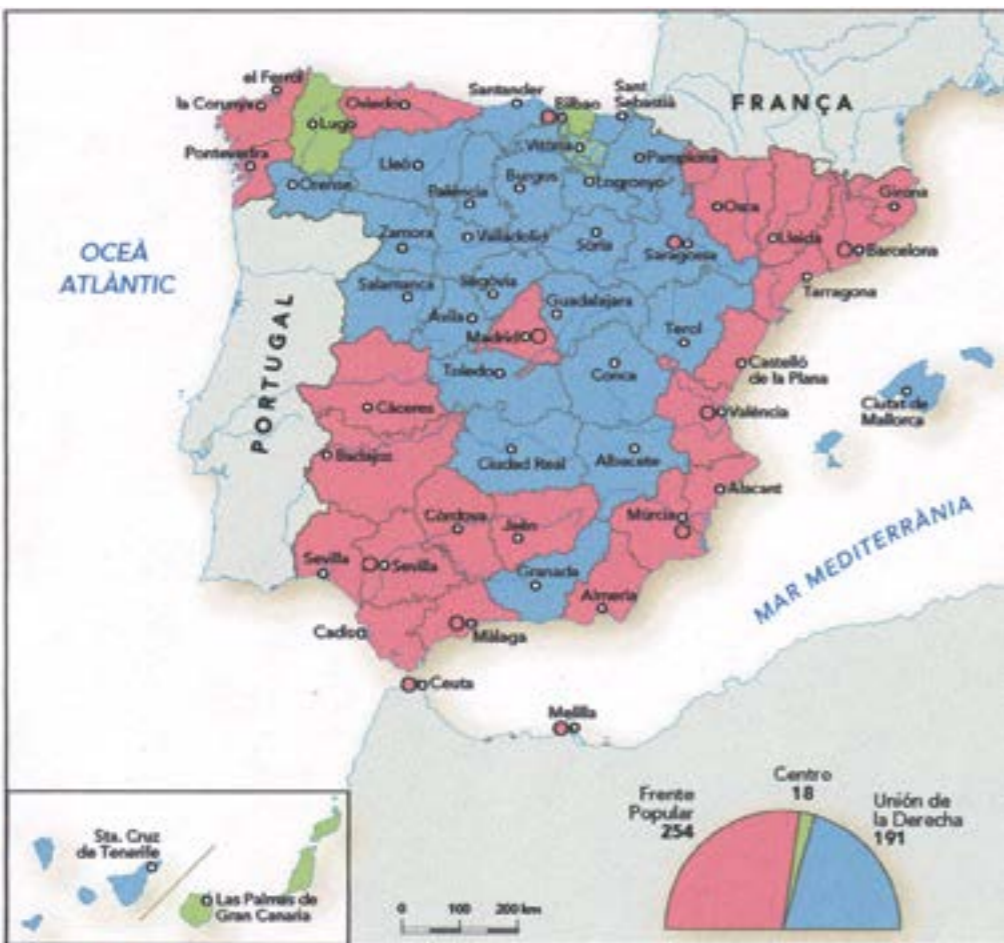 el Ferrol
la Corunya
Lugo
Oviedo
Santander
Bilbao
Sant
Sebastià
FRANÇA
Pontevedra
Orense
Lleó
Palència
Burgos
Vitòria
Pamplona
Logronyo
Osca
Girona
Zamora
Valladolid
Sòria
Saragossa
Lleida
Barcelona
Tarragona
OCEÀ
ATLÀNTIC
Salamanca
Segòvia
Àvila
Guadalajara
Madrid
Terol
Toledo
Conca
Castelló
de la Plana
PORTUGAL
Càceres
València
Ciutat de
Mallorca
Badajos
Ciudad Real
Albacete
Alacant
Còrdova
Jaén
Múrcia
Sevilla
Sevilla
Granada
Almeria
MAR MEDITERRÀNIA
Cadis
Màlaga
Ceuta
Melilla
Sta. Cruz
de Tenerife
Las Palmas de
Gran Canaria
0 100 200 km
Frente
Popular
254
Centro
18
Unión de
la Derecha
191